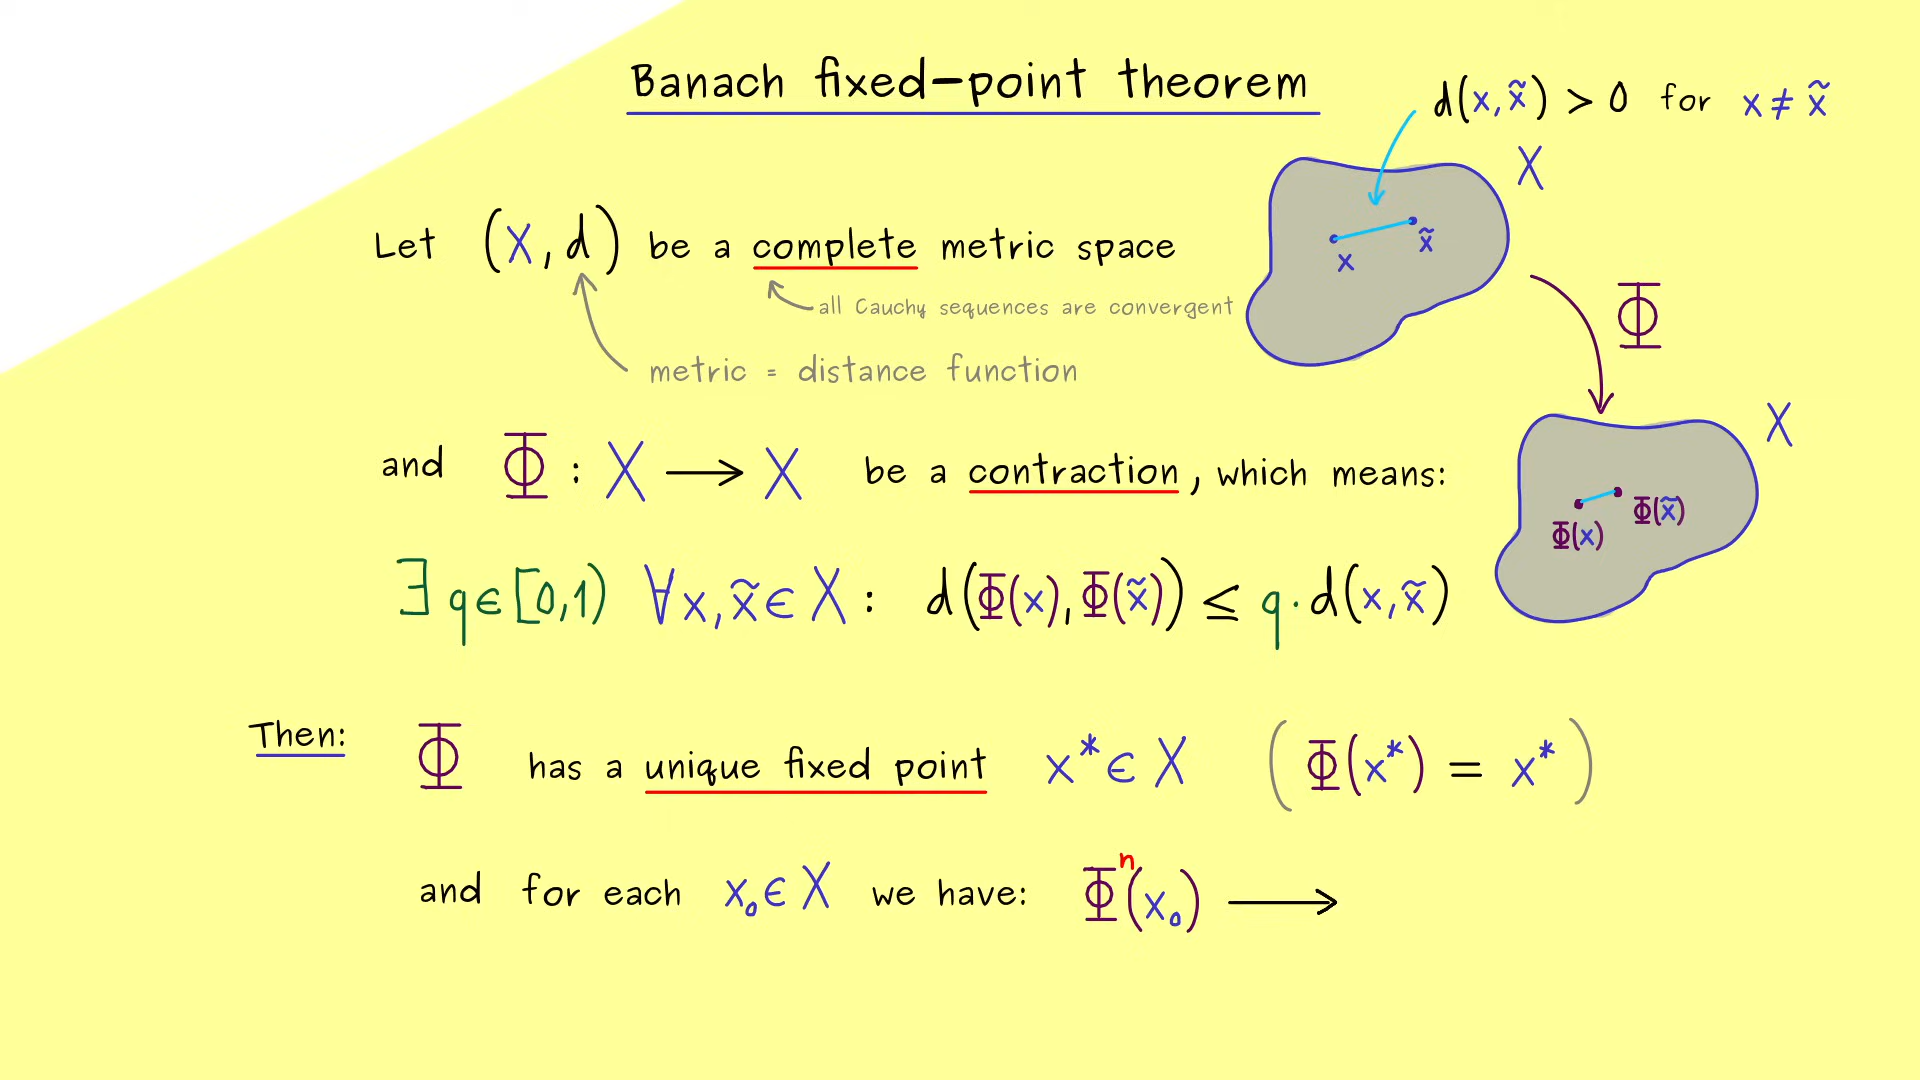 Banach fixed-point theorem
d(x, x̃) > 0 for x ≠ x̃
X
Let (X, d) be a complete metric space
x x̃
all Cauchy sequences are convergent
Φ
metric = distance function
X
and Φ : X ⟶ X be a contraction, which means:
Φ(x) Φ(x̃)
∃ q ∈ [0,1) ∀ x, x̃ ∈ X : d(Φ(x), Φ(x̃)) ≤ q · d(x, x̃)
Then: Φ has a unique fixed point x* ∈ X (Φ(x*) = x*)
and for each x₀ ∈ X we have: Φⁿ(x₀) ⟶